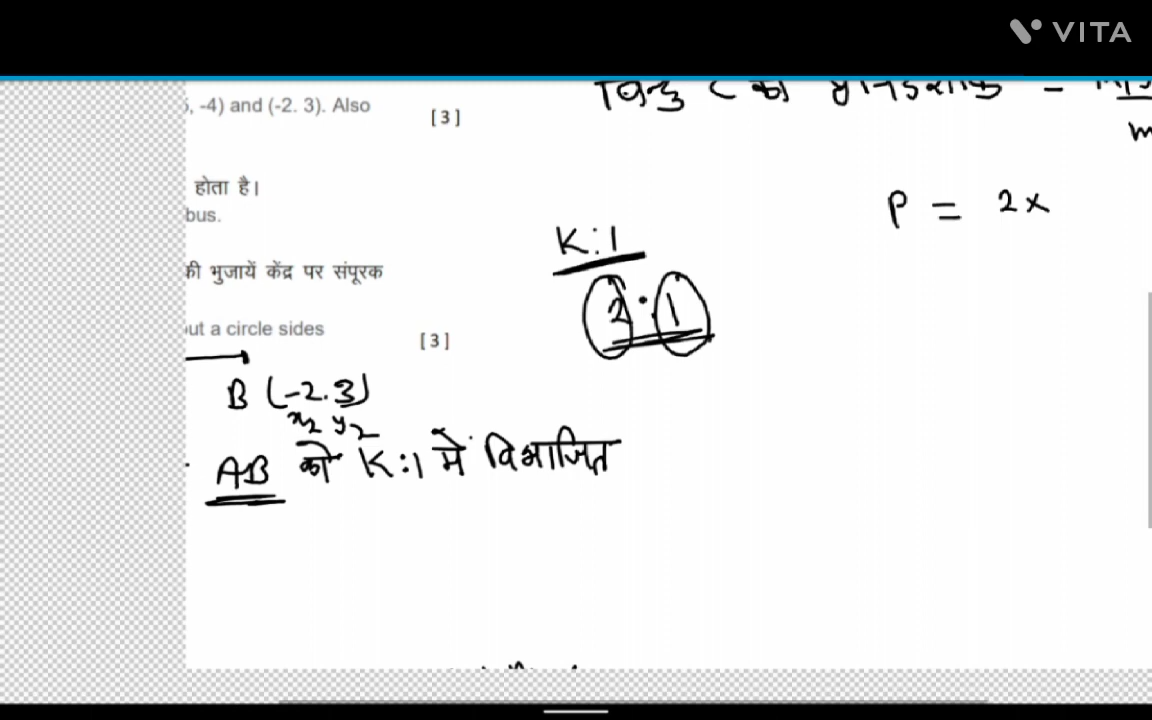 VITA
, -4) and (-2. 3). Also [3]
बिन्दु C का
P = 2x
होता है।
bus.
K:1
2:1
की भुजायें केंद्र पर संपूरक
ut a circle sides [3]
B (-2.3)
x2 y2
AB को K:1 में विभाजित